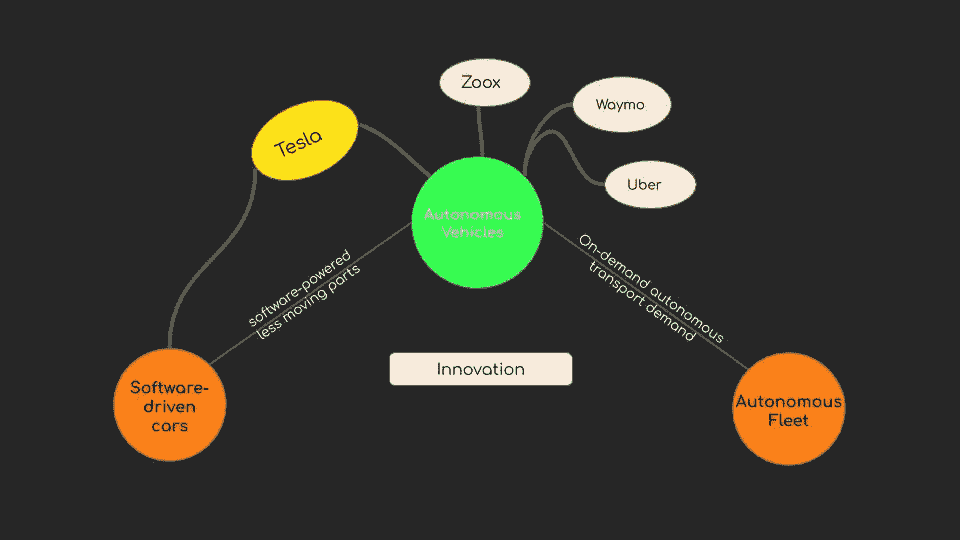 Zoox
Waymo
Tesla
Uber
Autonomous
Vehicles
software-powered
less moving parts
On-demand autonomous
transport demand
Innovation
Software-
driven
cars
Autonomous
Fleet